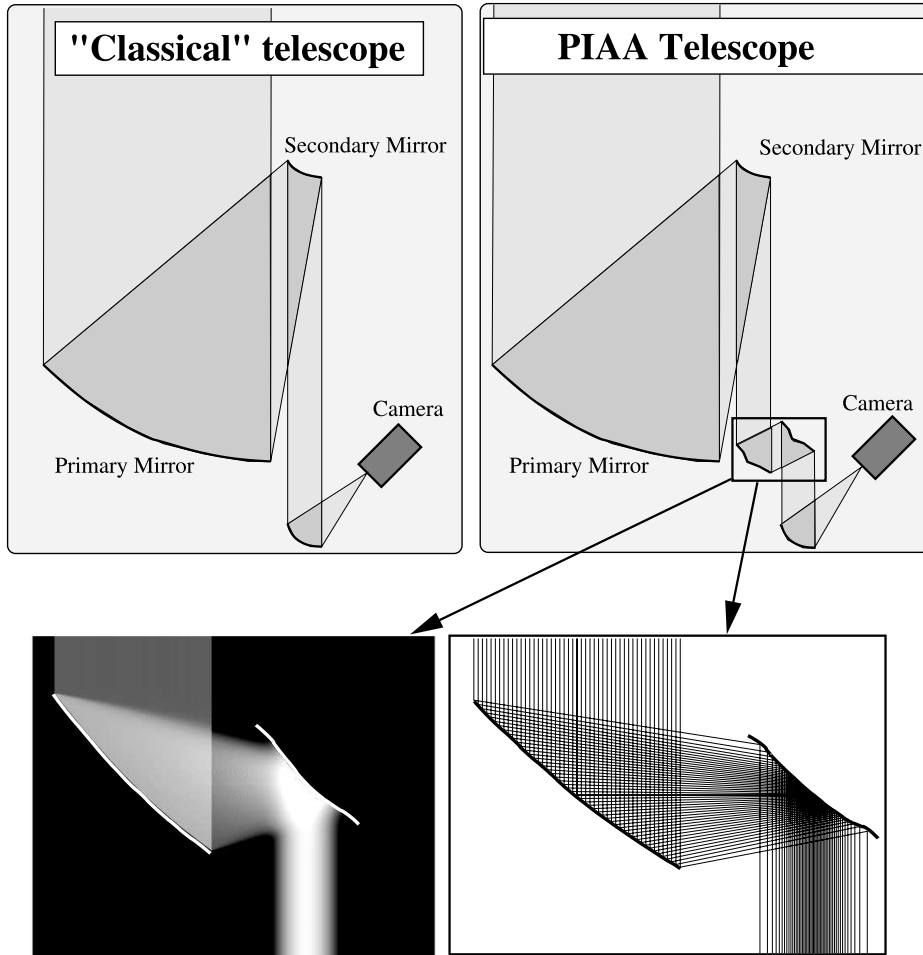 "Classical" telescope
Secondary Mirror
Camera
Primary Mirror
PIAA Telescope
Secondary Mirror
Camera
Primary Mirror